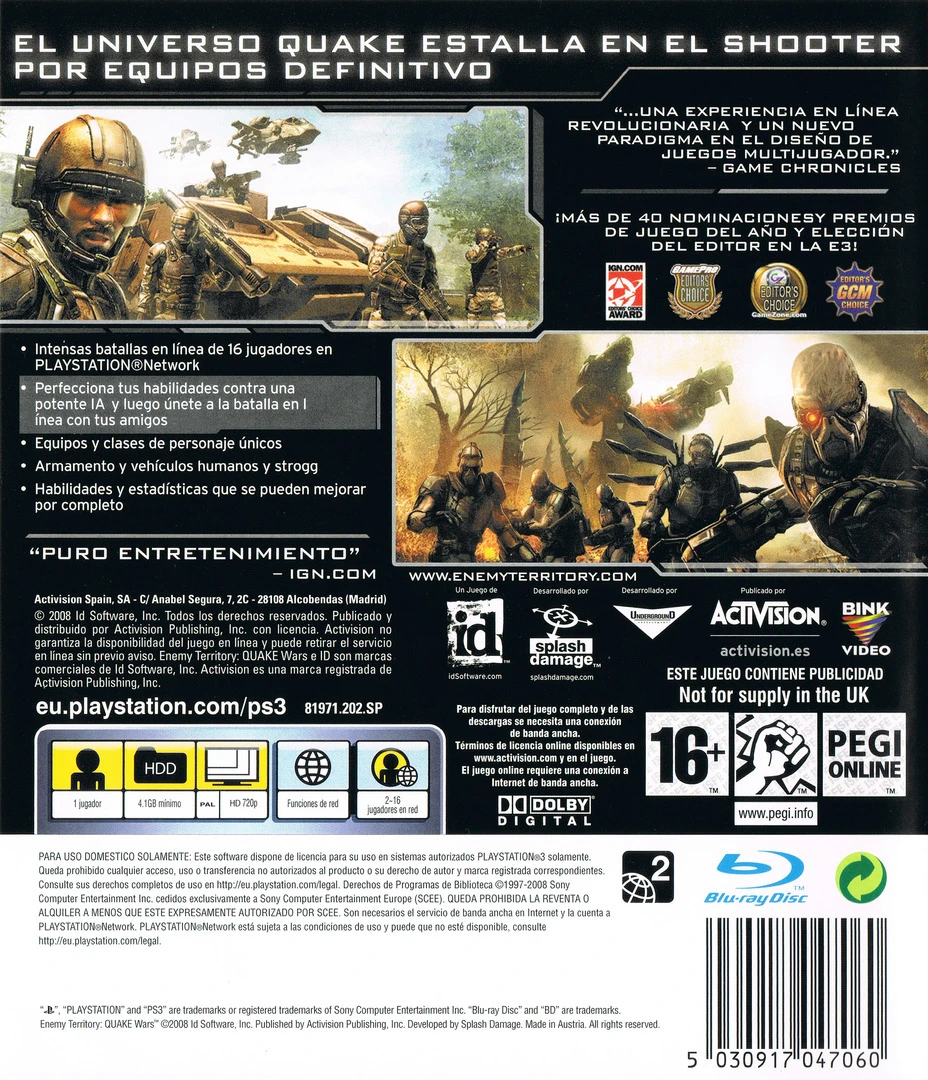 EL UNIVERSO QUAKE ESTALLA EN EL SHOOTER
POR EQUIPOS DEFINITIVO
“...UNA EXPERIENCIA EN LÍNEA
REVOLUCIONARIA Y UN NUEVO
PARADIGMA EN EL DISEÑO DE
JUEGOS MULTIJUGADOR.”
– GAME CHRONICLES
¡MÁS DE 40 NOMINACIONESY PREMIOS
DE JUEGO DEL AÑO Y ELECCIÓN
DEL EDITOR EN LA E3!
IGN.COM
EDITORS' CHOICE
AWARD
GAMEPRO
EDITORS'
CHOICE
GZ
EDITOR'S
CHOICE
GameZone.com
EDITOR'S
GCM
CHOICE
• Intensas batallas en línea de 16 jugadores en
PLAYSTATION®Network
• Perfecciona tus habilidades contra una
potente IA y luego únete a la batalla en l
ínea con tus amigos
• Equipos y clases de personaje únicos
• Armamento y vehículos humanos y strogg
• Habilidades y estadísticas que se pueden mejorar
por completo
“PURO ENTRETENIMIENTO”
– IGN.COM
WWW.ENEMYTERRITORY.COM
Activision Spain, SA - C/ Anabel Segura, 7, 2C - 28108 Alcobendas (Madrid)
© 2008 Id Software, Inc. Todos los derechos reservados. Publicado y
distribuido por Activision Publishing, Inc. con licencia. Activision no
garantiza la disponibilidad del juego en línea y puede retirar el servicio
en línea sin previo aviso. Enemy Territory: QUAKE Wars e ID son marcas
comerciales de Id Software, Inc. Activision es una marca registrada de
Activision Publishing, Inc.
eu.playstation.com/ps3 81971.202.SP
Un Juego de
id™
idSoftware.com
Desarrollado por
splash
damage™
splashdamage.com
Desarrollado por
UNDERGROUND
Publicado por
ACTIVISION®
activision.es
BINK
VIDEO
ESTE JUEGO CONTIENE PUBLICIDAD
Not for supply in the UK
Para disfrutar del juego completo y de las
descargas se necesita una conexión
de banda ancha.
Términos de licencia online disponibles en
www.activision.com y en el juego.
El juego online requiere una conexión a
Internet de banda ancha.
DOLBY®
DIGITAL
16+™
™
PEGI
ONLINE
™
www.pegi.info
HDD
1 jugador
4.1GB mínimo
PAL
HD 720p
Funciones de red
2–16
jugadores en red
PARA USO DOMESTICO SOLAMENTE: Este software dispone de licencia para su uso en sistemas autorizados PLAYSTATION®3 solamente.
Queda prohibido cualquier acceso, uso o transferencia no autorizados al producto o su derecho de autor y marca registrada correspondientes.
Consulte sus derechos completos de uso en http://eu.playstation.com/legal. Derechos de Programas de Biblioteca ©1997-2008 Sony
Computer Entertainment Inc. cedidos exclusivamente a Sony Computer Entertainment Europe (SCEE). QUEDA PROHIBIDA LA REVENTA O
ALQUILER A MENOS QUE ESTE EXPRESAMENTE AUTORIZADO POR SCEE. Son necesarios el servicio de banda ancha en Internet y la cuenta a
PLAYSTATION®Network. PLAYSTATION®Network está sujeta a las condiciones de uso y puede que no esté disponible, consulte
http://eu.playstation.com/legal.
2
Blu-ray Disc™
“PS”, “PLAYSTATION” and “PS3” are trademarks or registered trademarks of Sony Computer Entertainment Inc. “Blu-ray Disc” and “BD” are trademarks.
Enemy Territory: QUAKE Wars™ ©2008 Id Software, Inc. Published by Activision Publishing, Inc. Developed by Splash Damage. Made in Austria. All rights reserved.
5 030917 047060